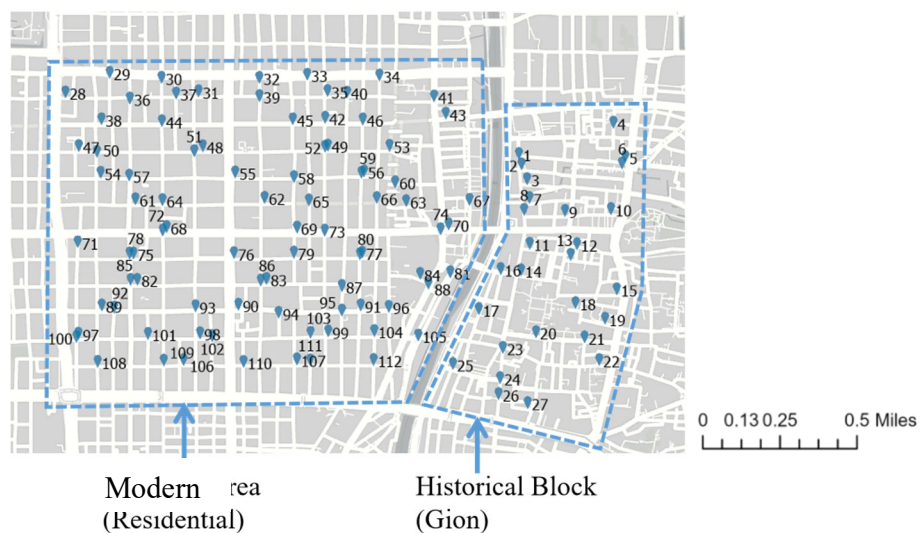 29 30 32 33 34
28 36 37 31 39 35 40 41
38 44 45 42 46 43 4
47 50 51 48 52 49 53 1 2 6 5
54 57 55 58 59 56 60 3
61 64 62 65 66 63 67 8 7 9 10
72 68 69 73 74 70
71 78 75 76 79 80 77 11 13 12
85 82 86 83 84 81 16 14
92 89 93 90 94 87 95 91 96 88 17 18 15
100 97 101 98 102 103 99 104 105 20 19 21
108 109 106 110 111 107 112 25 23 22
24
26 27
0 0.13 0.25 0.5 Miles
Modern rea Historical Block
(Residential) (Gion)